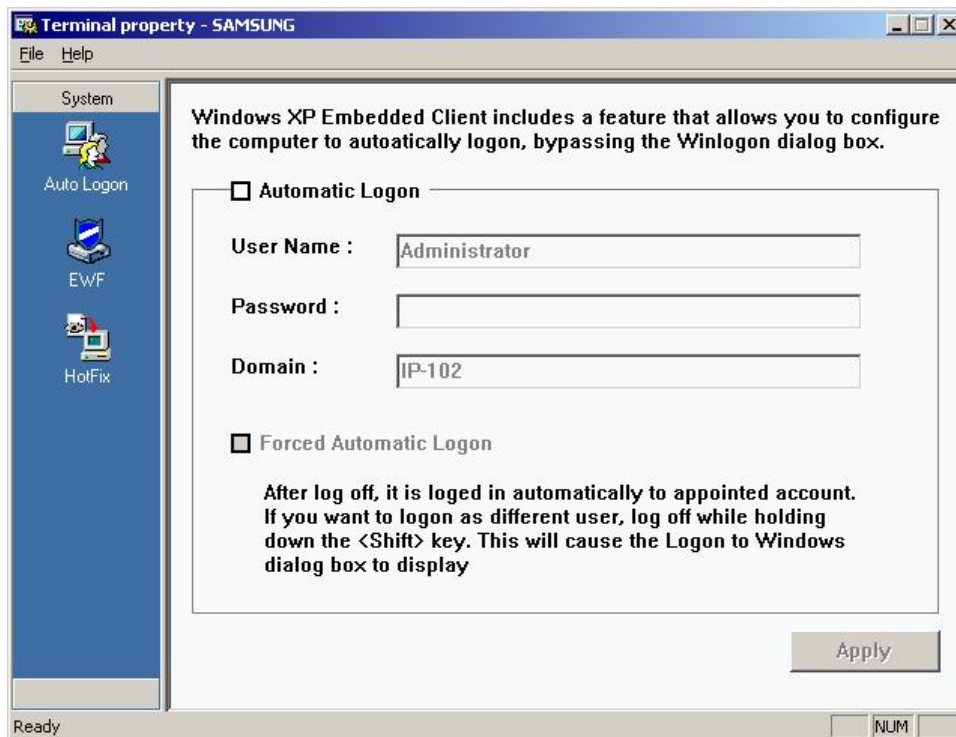 Terminal property - SAMSUNG
File Help
System
Auto Logon
EWF
HotFix
Windows XP Embedded Client includes a feature that allows you to configure
the computer to autoatically logon, bypassing the Winlogon dialog box.
Automatic Logon
User Name :
Administrator
Password :
Domain :
IP-102
Forced Automatic Logon
After log off, it is loged in automatically to appointed account.
If you want to logon as different user, log off while holding
down the <Shift> key. This will cause the Logon to Windows
dialog box to display
Apply
Ready
NUM